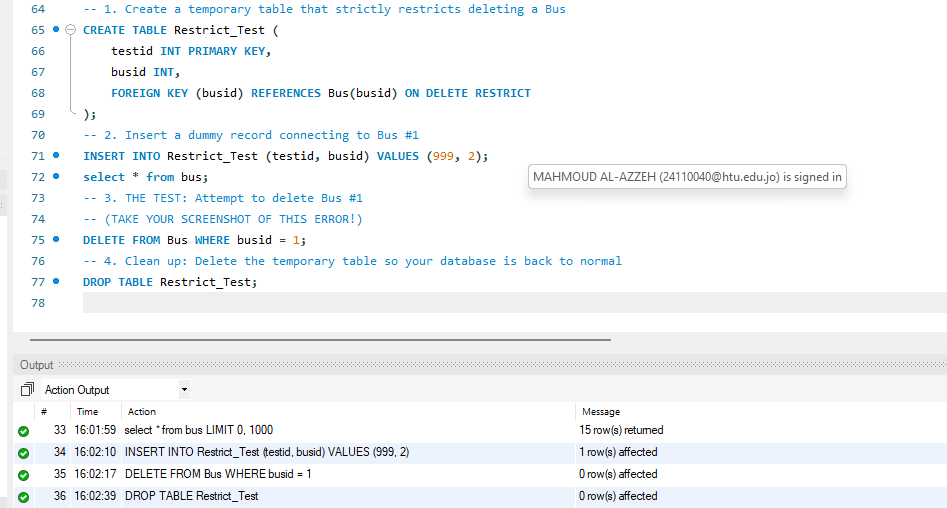 64 -- 1. Create a temporary table that strictly restricts deleting a Bus
65 CREATE TABLE Restrict_Test (
66 testid INT PRIMARY KEY,
67 busid INT,
68 FOREIGN KEY (busid) REFERENCES Bus(busid) ON DELETE RESTRICT
69 );
70 -- 2. Insert a dummy record connecting to Bus #1
71 INSERT INTO Restrict_Test (testid, busid) VALUES (999, 2);
72 select * from bus;
MAHMOUD AL-AZZEH (24110040@htu.edu.jo) is signed in
73 -- 3. THE TEST: Attempt to delete Bus #1
74 -- (TAKE YOUR SCREENSHOT OF THIS ERROR!)
75 DELETE FROM Bus WHERE busid = 1;
76 -- 4. Clean up: Delete the temporary table so your database is back to normal
77 DROP TABLE Restrict_Test;
78
Output
Action Output
# Time Action Message
33 16:01:59 select * from bus LIMIT 0, 1000 15 row(s) returned
34 16:02:10 INSERT INTO Restrict_Test (testid, busid) VALUES (999, 2) 1 row(s) affected
35 16:02:17 DELETE FROM Bus WHERE busid = 1 0 row(s) affected
36 16:02:39 DROP TABLE Restrict_Test 0 row(s) affected